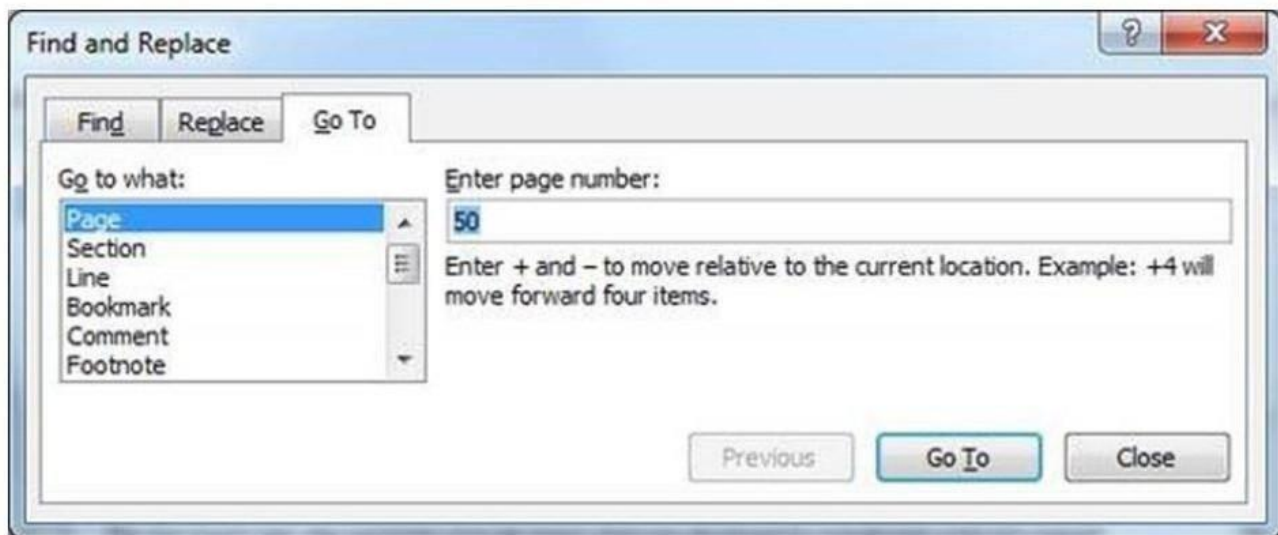 Find and Replace
Find
Replace
Go To
Go to what:
Page
Section
Line
Bookmark
Comment
Footnote
Enter page number:
50
Enter + and – to move relative to the current location. Example: +4 will
move forward four items.
Previous
Go To
Close